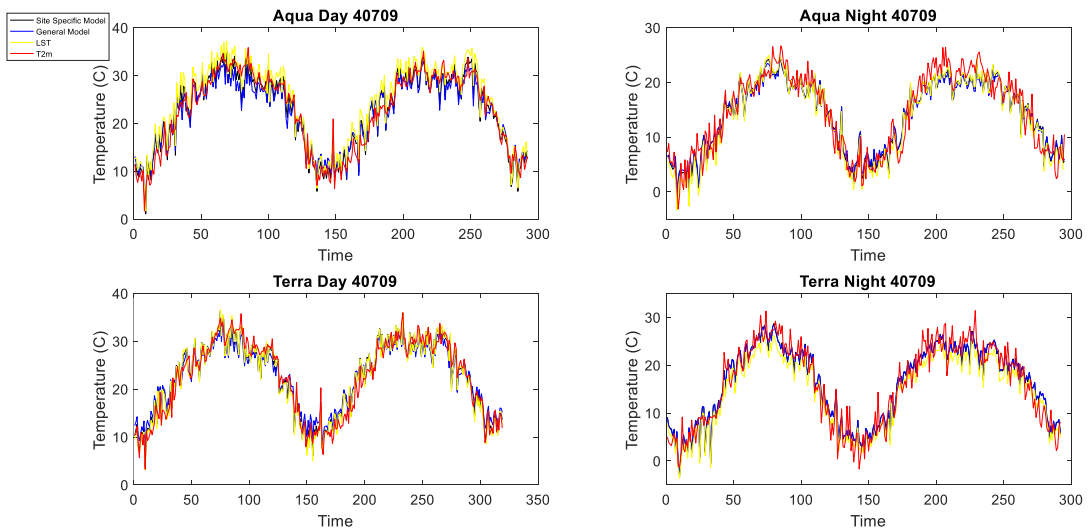 Site Specific Model
General Model
LST
T2m
Aqua Day 40709
Temperature (C)
40
30
20
10
0
0 50 100 150 200 250 300
Time
Aqua Night 40709
Temperature (C)
30
20
10
0
0 50 100 150 200 250 300
Time
Terra Day 40709
Temperature (C)
40
30
20
10
0
0 50 100 150 200 250 300 350
Time
Terra Night 40709
Temperature (C)
30
20
10
0
0 50 100 150 200 250 300
Time